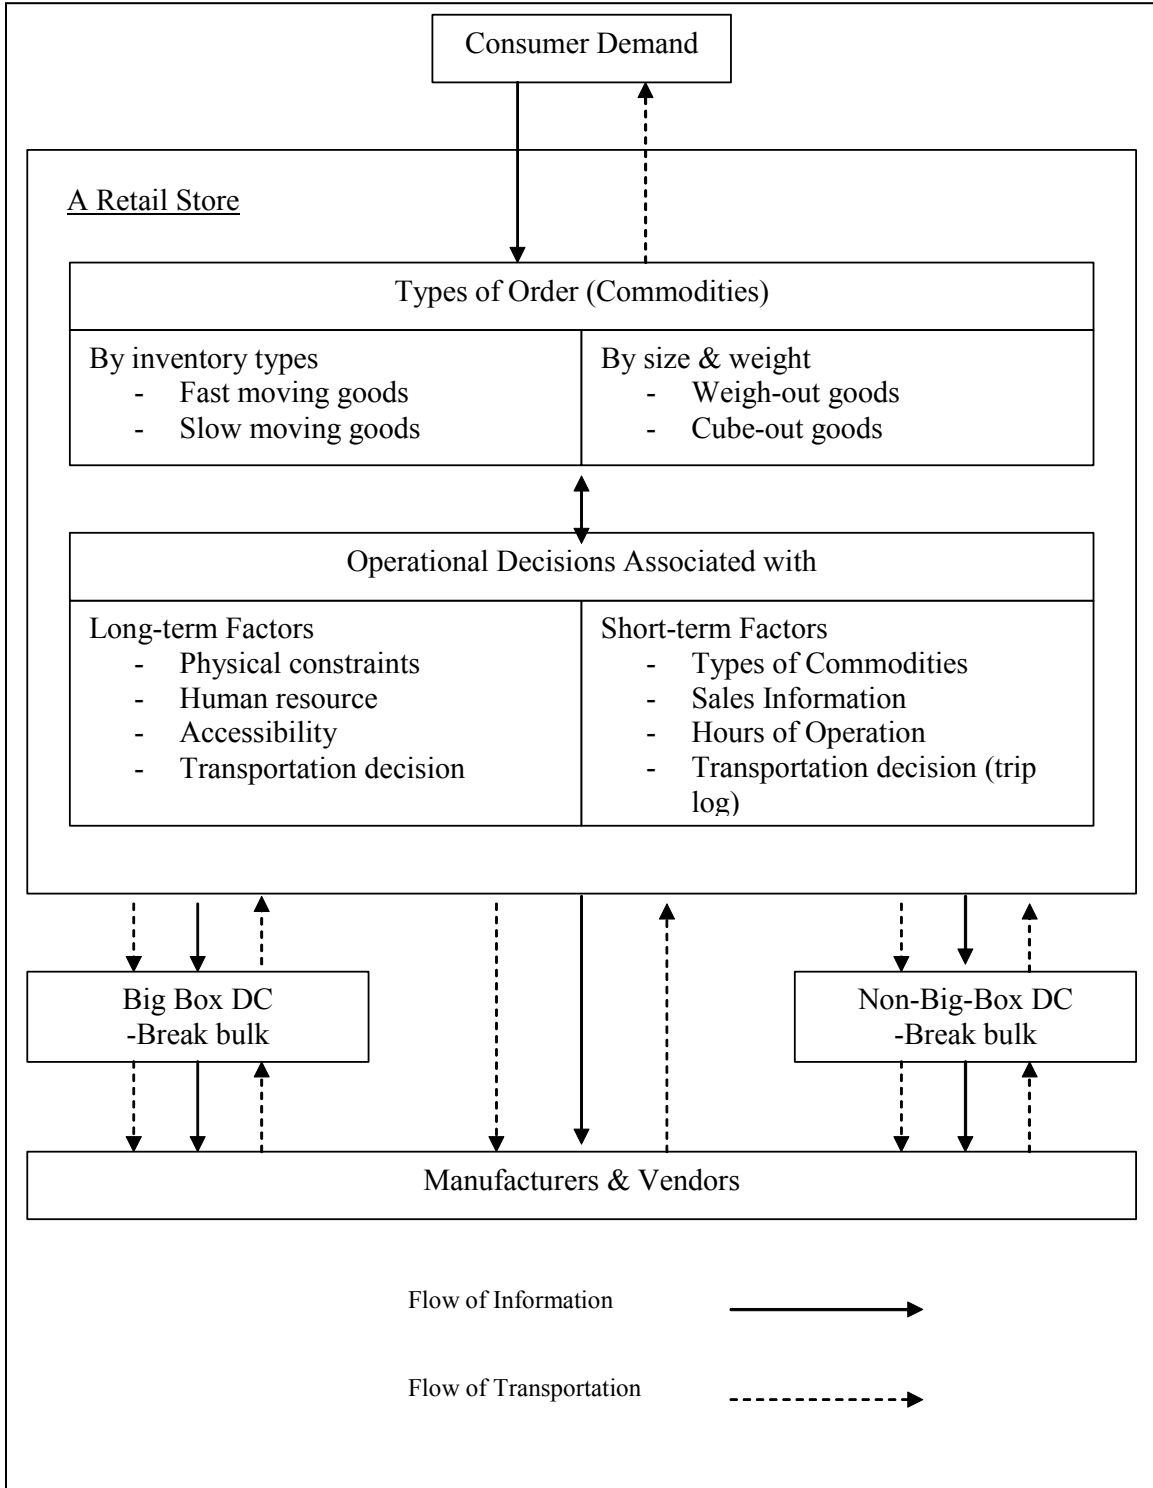 Consumer Demand
A Retail Store
Types of Order (Commodities)
By inventory types
- Fast moving goods
- Slow moving goods
By size & weight
- Weigh-out goods
- Cube-out goods
Operational Decisions Associated with
Long-term Factors
- Physical constraints
- Human resource
- Accessibility
- Transportation decision
Short-term Factors
- Types of Commodities
- Sales Information
- Hours of Operation
- Transportation decision (trip
log)
Big Box DC
-Break bulk
Non-Big-Box DC
-Break bulk
Manufacturers & Vendors
Flow of Information
Flow of Transportation